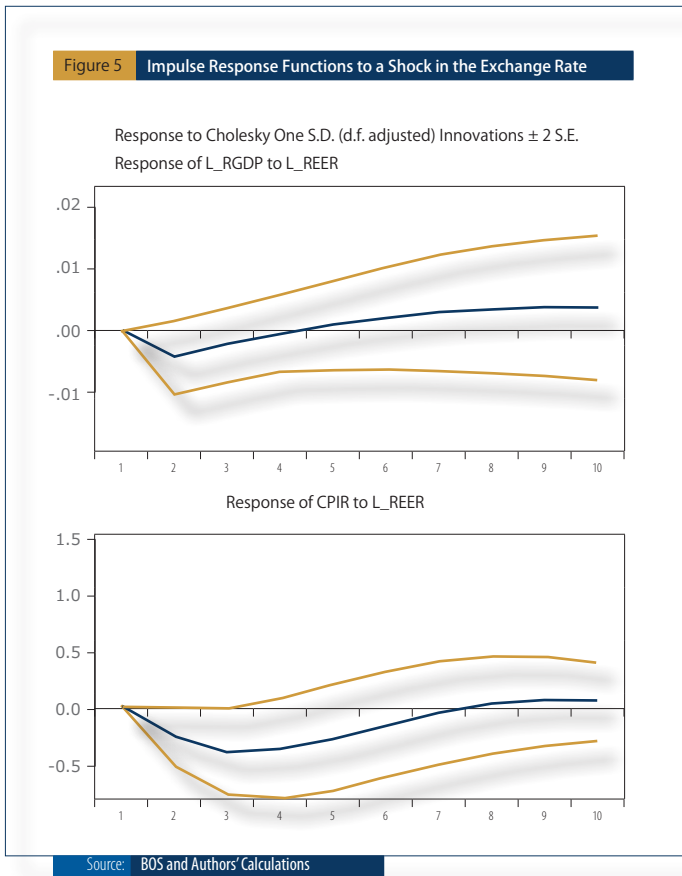 Figure 5 Impulse Response Functions to a Shock in the Exchange Rate
Response to Cholesky One S.D. (d.f. adjusted) Innovations ± 2 S.E.
Response of L_RGDP to L_REER
.02
.01
.00
-.01
1 2 3 4 5 6 7 8 9 10
Response of CPIR to L_REER
1.5
1.0
0.5
0.0
-0.5
1 2 3 4 5 6 7 8 9 10
Source: BOS and Authors' Calculations